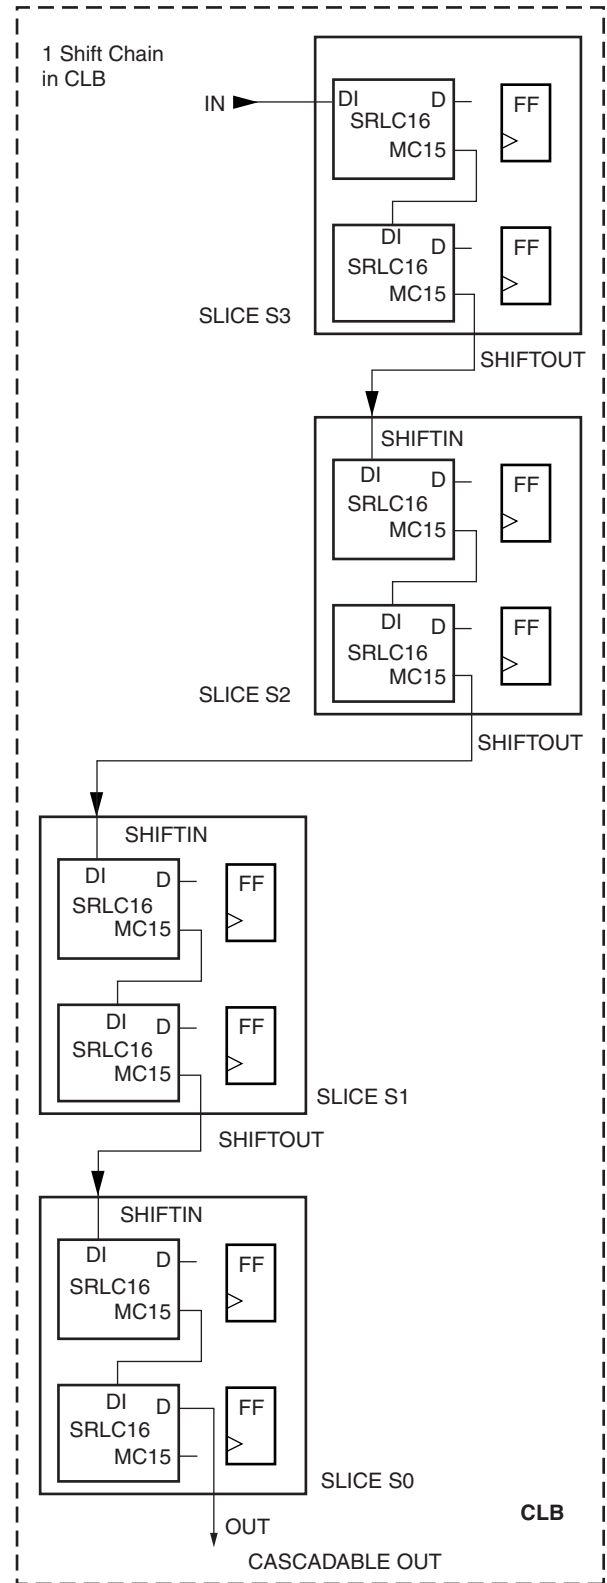 1 Shift Chain
in CLB
IN
DI
D
SRLC16
MC15
FF
DI
D
SRLC16
MC15
FF
SLICE S3
SHIFTOUT
SHIFTIN
DI
D
SRLC16
MC15
FF
DI
D
SRLC16
MC15
FF
SLICE S2
SHIFTOUT
SHIFTIN
DI
D
SRLC16
MC15
FF
DI
D
SRLC16
MC15
FF
SLICE S1
SHIFTOUT
SHIFTIN
DI
D
SRLC16
MC15
FF
DI
D
SRLC16
MC15
FF
SLICE S0
OUT
CLB
CASCADABLE OUT